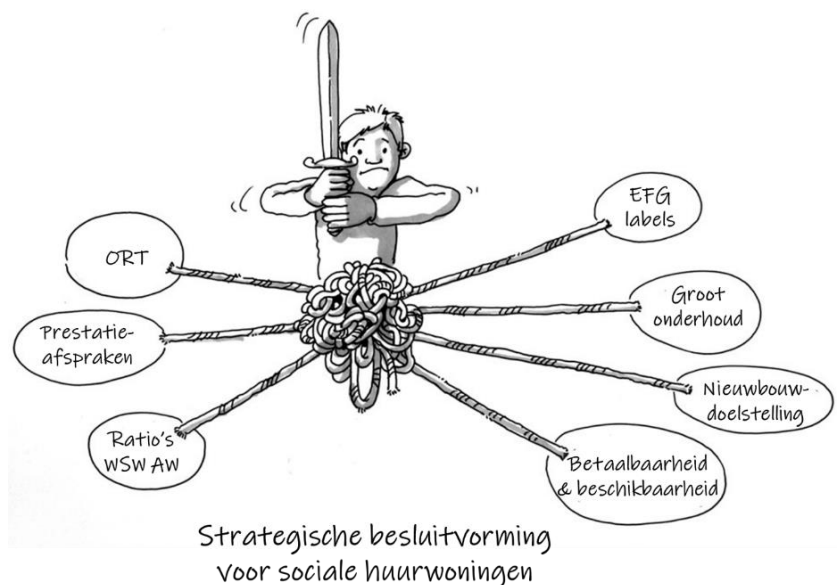 ORT
Prestatie-
afspraken
Ratio's
WSW AW
EFG
labels
Groot
onderhoud
Nieuwbouw-
doelstelling
Betaalbaarheid
& beschikbaarheid
Strategische besluitvorming
voor sociale huurwoningen